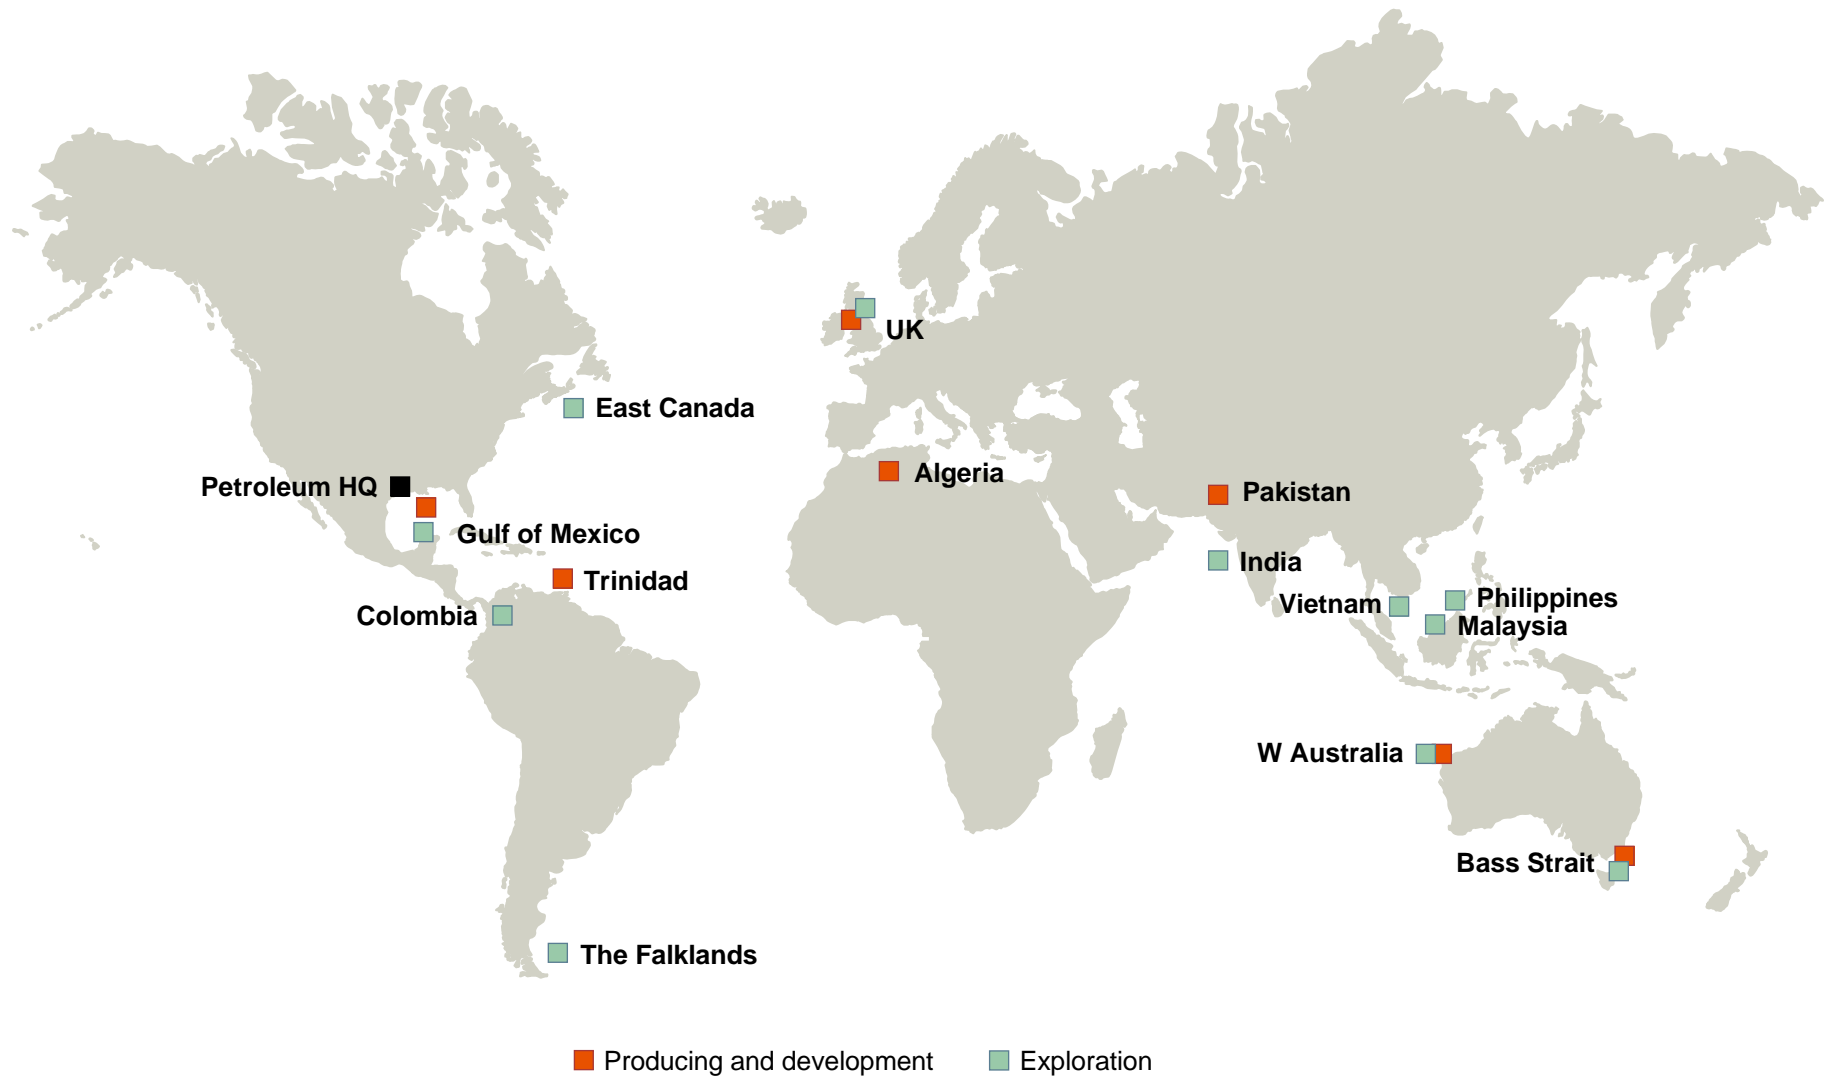 UK
East Canada
Petroleum HQ
Algeria
Pakistan
Gulf of Mexico
India
Trinidad
Vietnam
Philippines
Colombia
Malaysia
W Australia
Bass Strait
The Falklands
Producing and development
Exploration